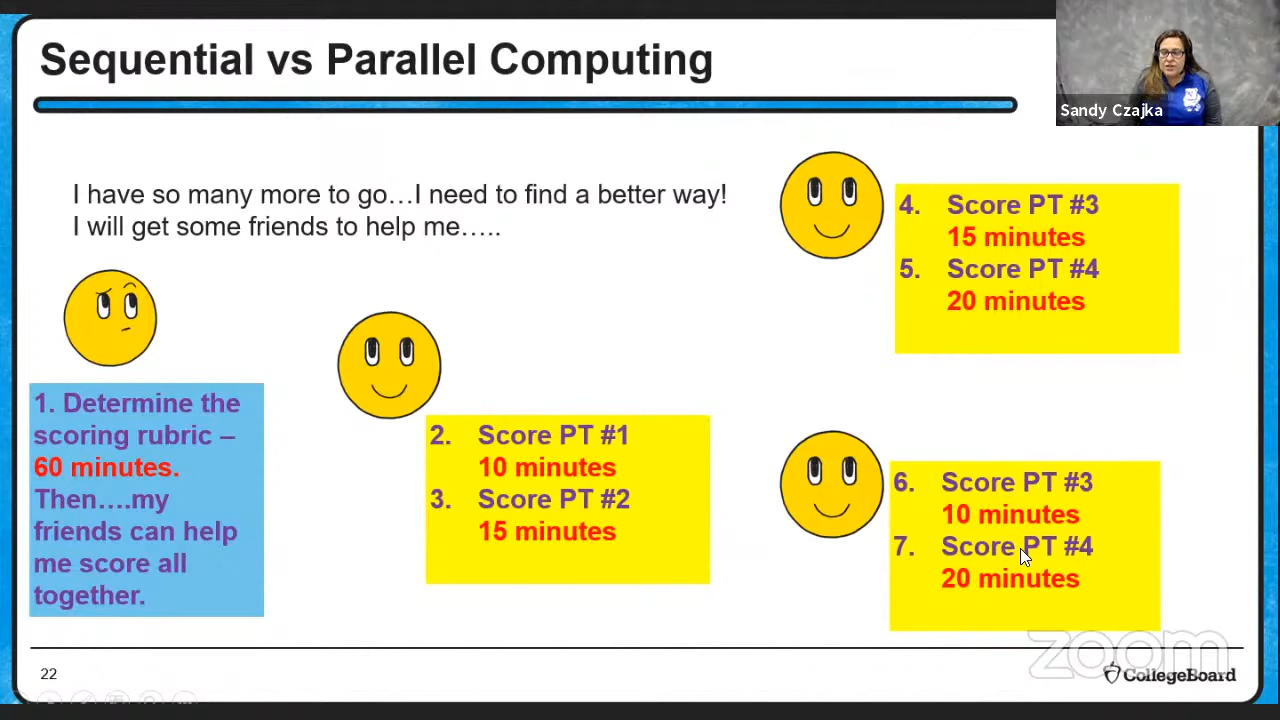 Sequential vs Parallel Computing
Sandy Czajka
I have so many more to go…I need to find a better way!
I will get some friends to help me…..
1. Determine the
scoring rubric –
60 minutes.
Then….my
friends can help
me score all
together.
2. Score PT #1
10 minutes
3. Score PT #2
15 minutes
4. Score PT #3
15 minutes
5. Score PT #4
20 minutes
6. Score PT #3
10 minutes
7. Score PT #4
20 minutes
zoom
22
CollegeBoard